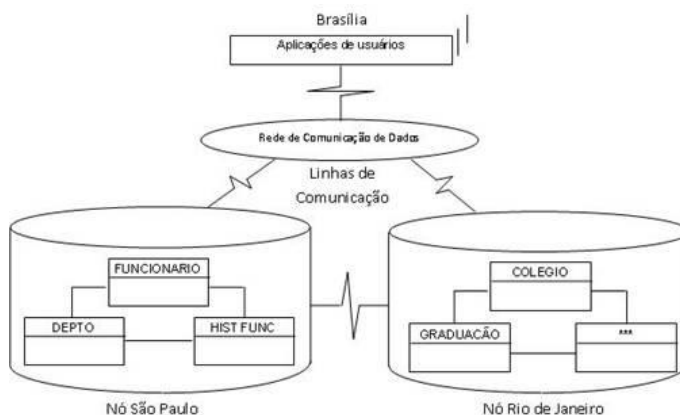 Brasília
Aplicações de usuários
Rede de Comunicação de Dados
Linhas de
Comunicação
FUNCIONARIO
DEPTO
HIST FUNC
COLEGIO
GRADUACÃO
***
Nó São Paulo
Nó Rio de Janeiro